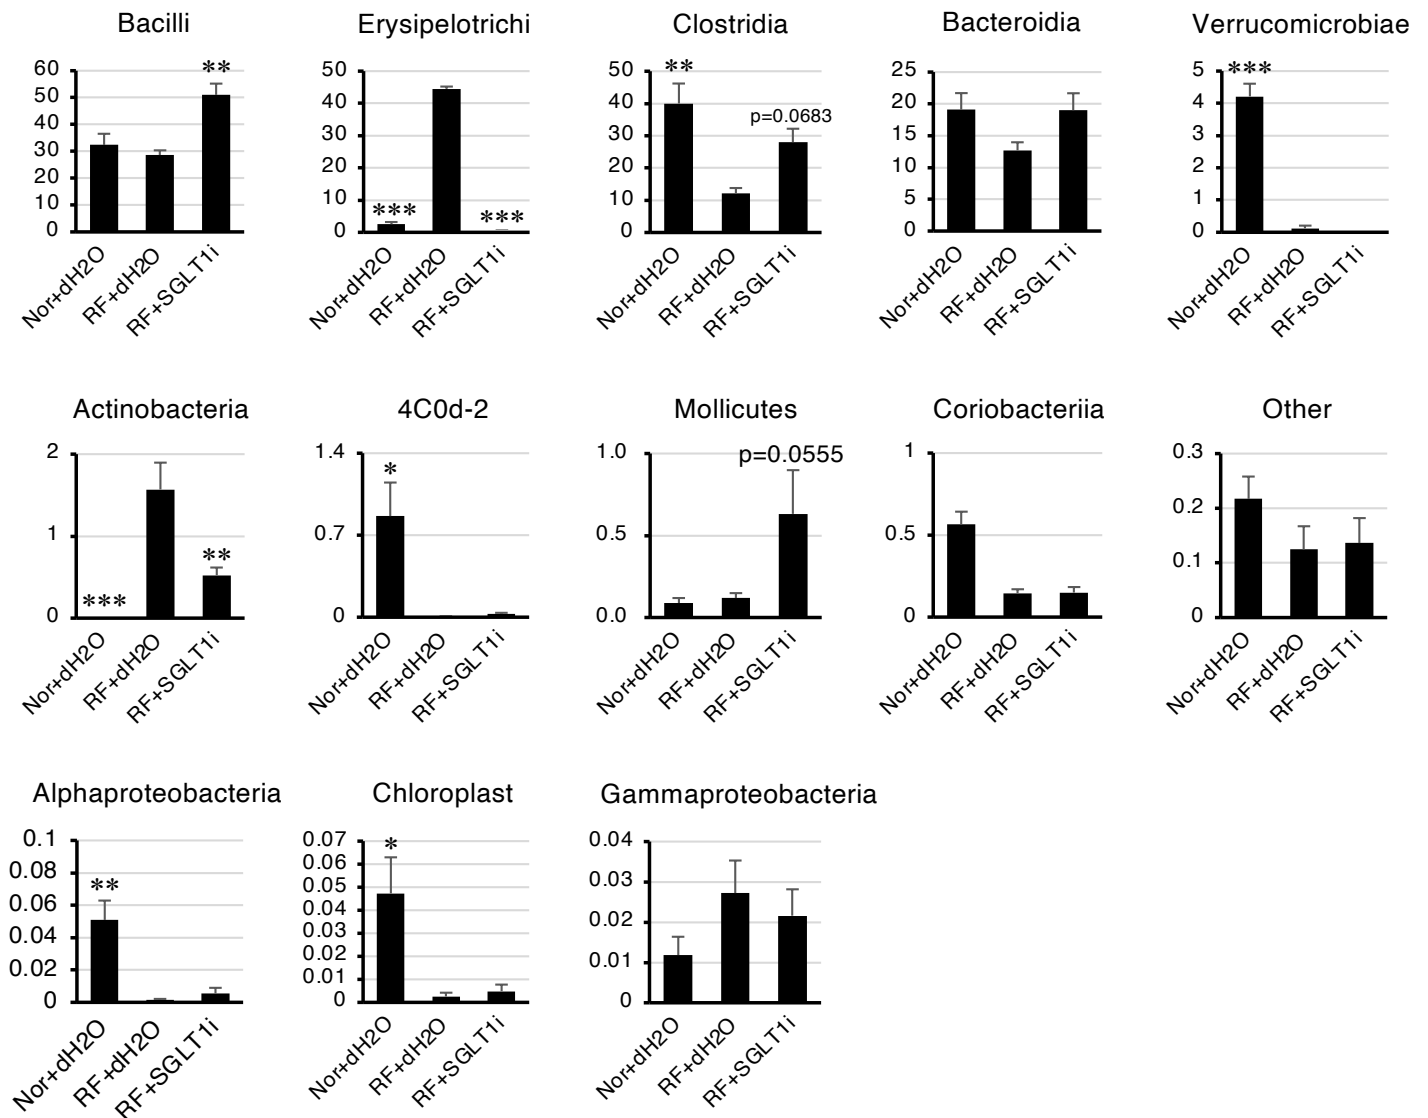 Bacilli
60
50
40
30
20
10
0
**
Nor+dH2O
RF+dH2O
RF+SGLT1i
Erysipelotrichi
50
40
30
20
10
0
***
***
Nor+dH2O
RF+dH2O
RF+SGLT1i
Clostridia
50
40
30
20
10
0
**
p=0.0683
Nor+dH2O
RF+dH2O
RF+SGLT1i
Bacteroidia
25
20
15
10
5
0
Nor+dH2O
RF+dH2O
RF+SGLT1i
Verrucomicrobiae
5
4
3
2
1
0
***
Nor+dH2O
RF+dH2O
RF+SGLT1i
Actinobacteria
2
1
0
***
**
Nor+dH2O
RF+dH2O
RF+SGLT1i
4C0d-2
1.4
0.7
0
*
Nor+dH2O
RF+dH2O
RF+SGLT1i
Mollicutes
1.0
0.5
0.0
p=0.0555
Nor+dH2O
RF+dH2O
RF+SGLT1i
Coriobacteriia
1
0.5
0
Nor+dH2O
RF+dH2O
RF+SGLT1i
Other
0.3
0.2
0.1
0
Nor+dH2O
RF+dH2O
RF+SGLT1i
Alphaproteobacteria
0.1
0.08
0.06
0.04
0.02
0
**
Nor+dH2O
RF+dH2O
RF+SGLT1i
Chloroplast
0.07
0.06
0.05
0.04
0.03
0.02
0.01
0
*
Nor+dH2O
RF+dH2O
RF+SGLT1i
Gammaproteobacteria
0.04
0.03
0.02
0.01
0
Nor+dH2O
RF+dH2O
RF+SGLT1i